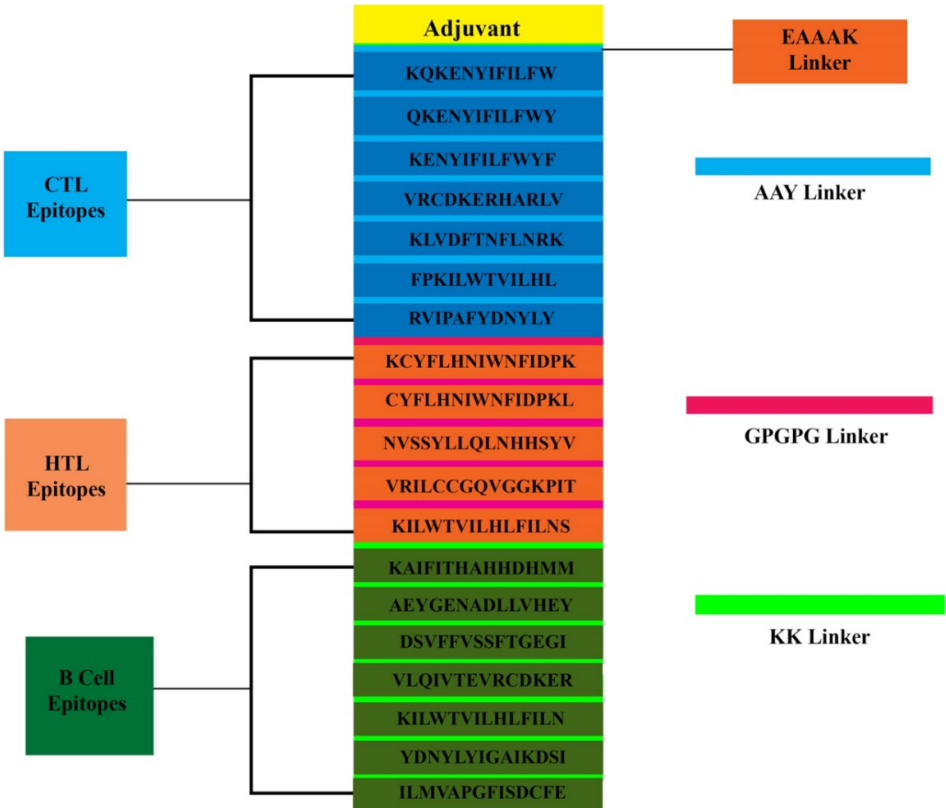 Adjuvant
EAAAK
Linker
KQKENYIFILFW
QKENYIFILFWY
KENYIFILFWYF
VRCDKERHARLV
KLVDFTNFLNRK
FPKILWTVILHL
RVIPAFYDNYLY
CTL
Epitopes
AAY Linker
KCYFLHNIWNFIDPK
CYFLHNIWNFIDPKL
NVSSYLLQLNHHSYV
VRILCCGQVGGKPIT
KILWTVILHLFILNS
HTL
Epitopes
GPGPG Linker
KAIFITHAHHDHMM
AEYGENADLLVHEY
DSVFFVSSFTGEGI
VLQIVTEVRCDKER
KILWTVILHLFILN
YDNYLYIGAIKDSI
ILMVAPGFISDCFE
B Cell
Epitopes
KK Linker